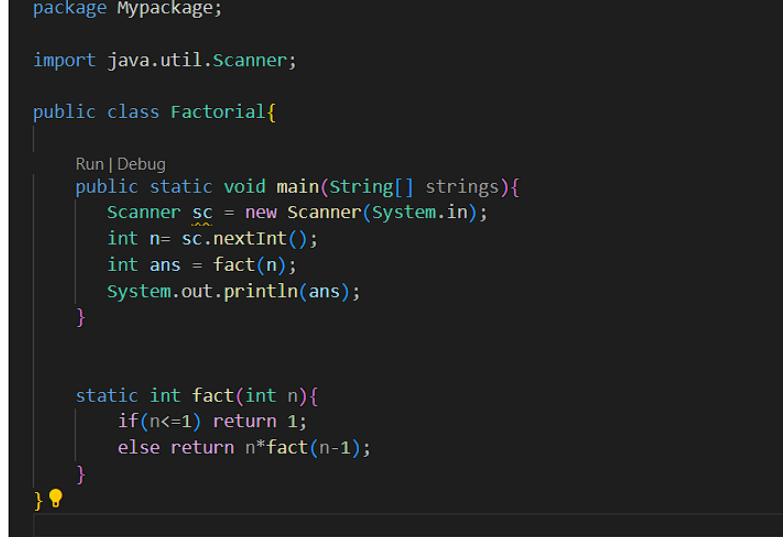 package Mypackage;
import java.util.Scanner;
public class Factorial{
Run | Debug
public static void main(String[] strings){
Scanner sc = new Scanner(System.in);
int n= sc.nextInt();
int ans = fact(n);
System.out.println(ans);
}
static int fact(int n){
if(n<=1) return 1;
else return n*fact(n-1);
}
}